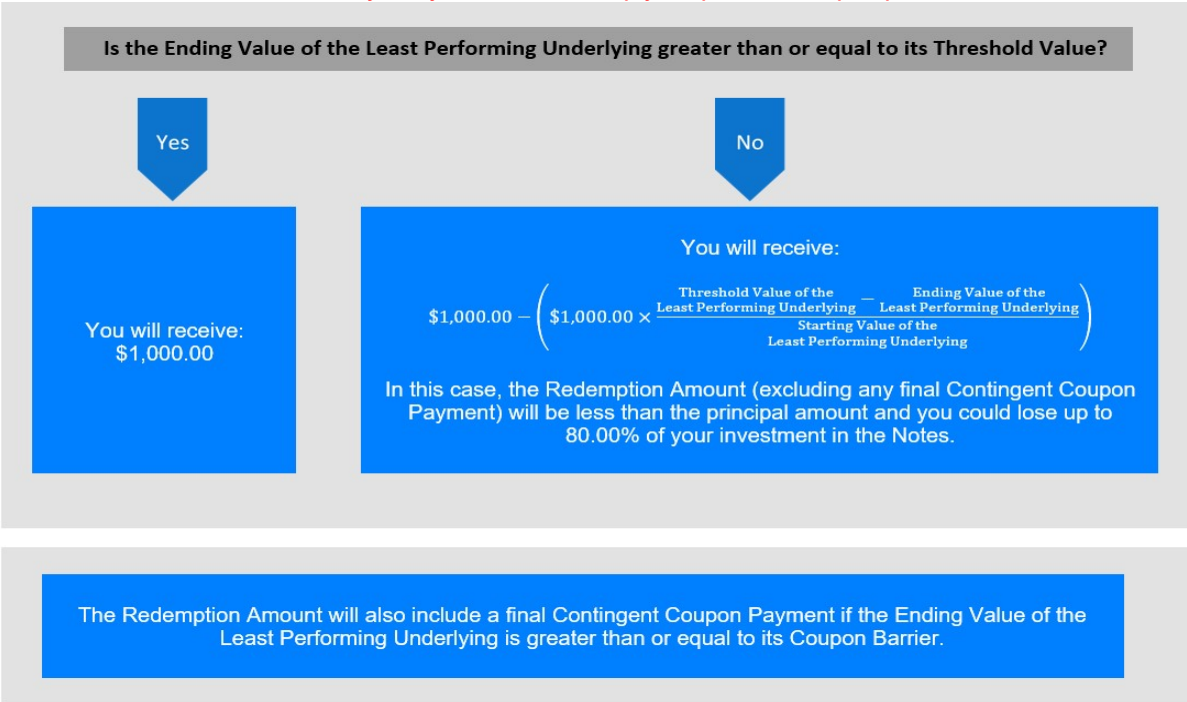 Is the Ending Value of the Least Performing Underlying greater than or equal to its Threshold Value?
Yes
No
You will receive:
$1,000.00
You will receive:
$1,000.00 − ( $1,000.00 × (Threshold Value of the Least Performing Underlying − Ending Value of the Least Performing Underlying) / Starting Value of the Least Performing Underlying )
In this case, the Redemption Amount (excluding any final Contingent Coupon
Payment) will be less than the principal amount and you could lose up to
80.00% of your investment in the Notes.
The Redemption Amount will also include a final Contingent Coupon Payment if the Ending Value of the
Least Performing Underlying is greater than or equal to its Coupon Barrier.